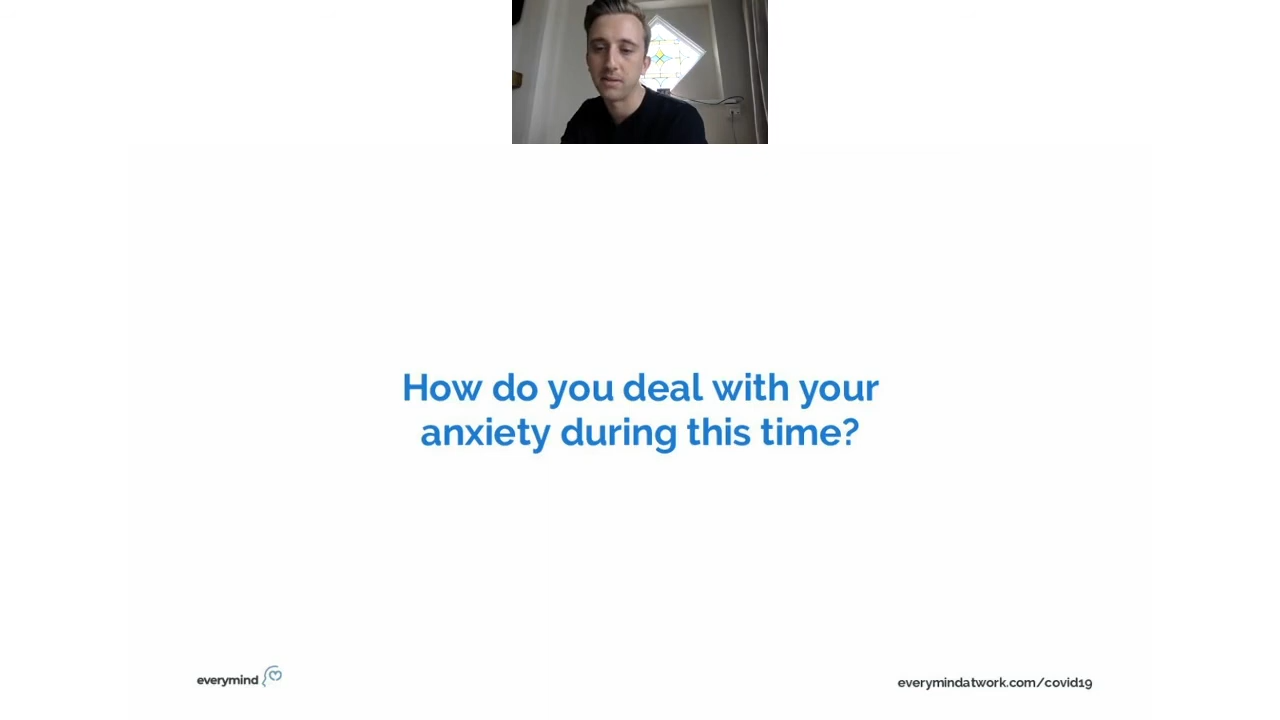 How do you deal with your
anxiety during this time?
everymind
everymindatwork.com/covid19